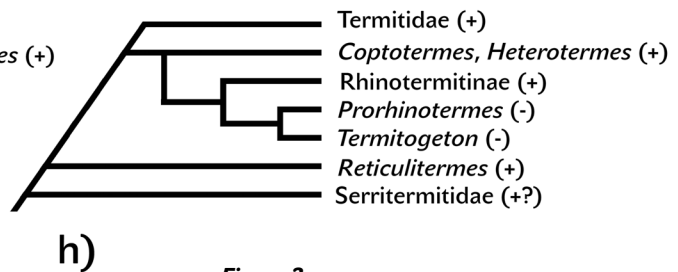 Termitidae (+)
es (+)
Coptotermes, Heterotermes (+)
Rhinotermitinae (+)
Prorhinotermes (-)
Termitogeton (-)
Reticulitermes (+)
Serritermitidae (+?)
h)